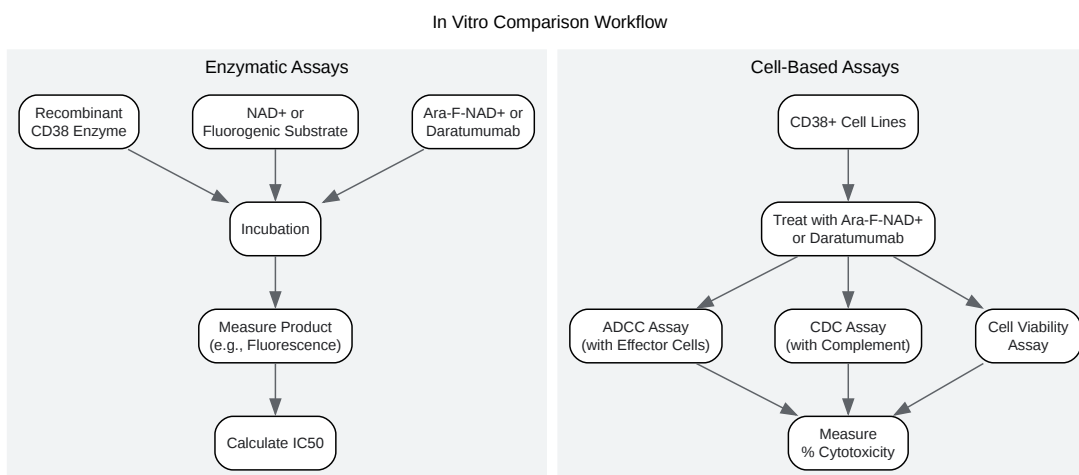 In Vitro Comparison Workflow
Enzymatic Assays
Recombinant
CD38 Enzyme
NAD+ or
Fluorogenic Substrate
Ara-F-NAD+ or
Daratumumab
Incubation
Measure Product
(e.g., Fluorescence)
Calculate IC50
Cell-Based Assays
CD38+ Cell Lines
Treat with Ara-F-NAD+
or Daratumumab
ADCC Assay
(with Effector Cells)
CDC Assay
(with Complement)
Cell Viability
Assay
Measure
% Cytotoxicity